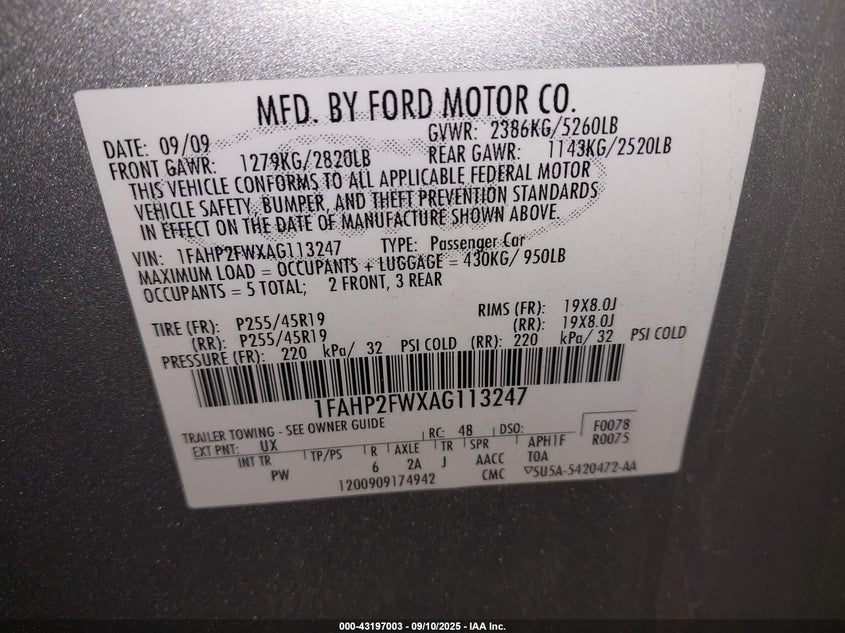 MFD. BY FORD MOTOR CO.
DATE: 09/09 GVWR: 2386KG/5260LB
FRONT GAWR: 1279KG/2820LB REAR GAWR: 1143KG/2520LB
THIS VEHICLE CONFORMS TO ALL APPLICABLE FEDERAL MOTOR
VEHICLE SAFETY, BUMPER, AND THEFT PREVENTION STANDARDS
IN EFFECT ON THE DATE OF MANUFACTURE SHOWN ABOVE.
VIN: 1FAHP2FWXAG113247 TYPE: Passenger Car
MAXIMUM LOAD = OCCUPANTS + LUGGAGE = 430KG/ 950LB
OCCUPANTS = 5 TOTAL; 2 FRONT, 3 REAR
TIRE (FR): P255/45R19 RIMS (FR): 19X8.0J
(RR): P255/45R19 (RR): 19X8.0J
PRESSURE (FR): 220 kPa/ 32 PSI COLD (RR): 220 kPa/ 32 PSI COLD
1FAHP2FWXAG113247
TRAILER TOWING - SEE OWNER GUIDE
EXT PNT: UX RC: 48 DSO: F0078
INT TR TP/PS R AXLE TR SPR APH1F R0075
PW 6 2A J AACC TOA
1200909174942 CMC 5U5A-5420472-AA
000-43197003 — 09/10/2025 — IAA Inc.